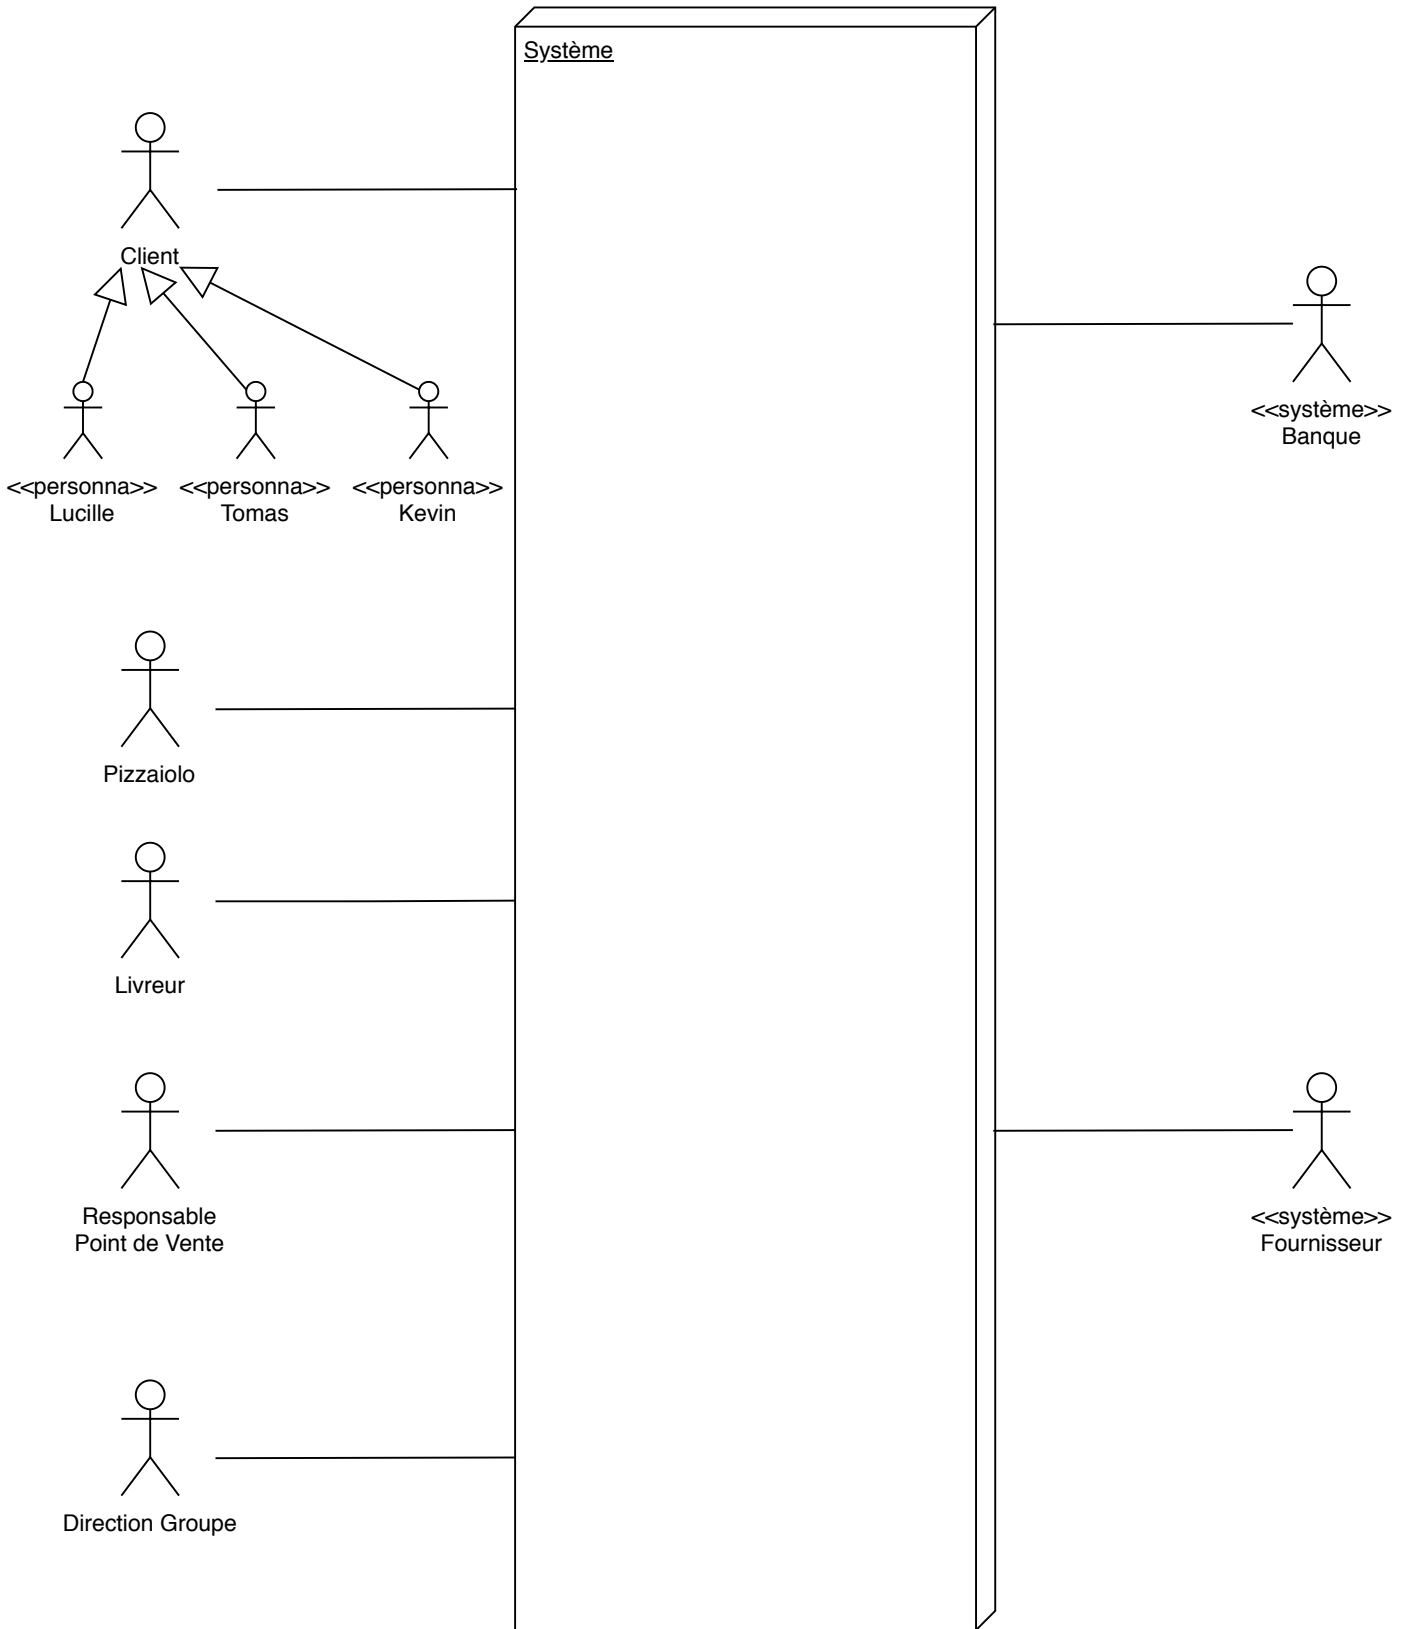 Système
Client
<<personna>>
Lucille
<<personna>>
Tomas
<<personna>>
Kevin
<<système>>
Banque
Pizzaiolo
Livreur
Responsable
Point de Vente
<<système>>
Fournisseur
Direction Groupe